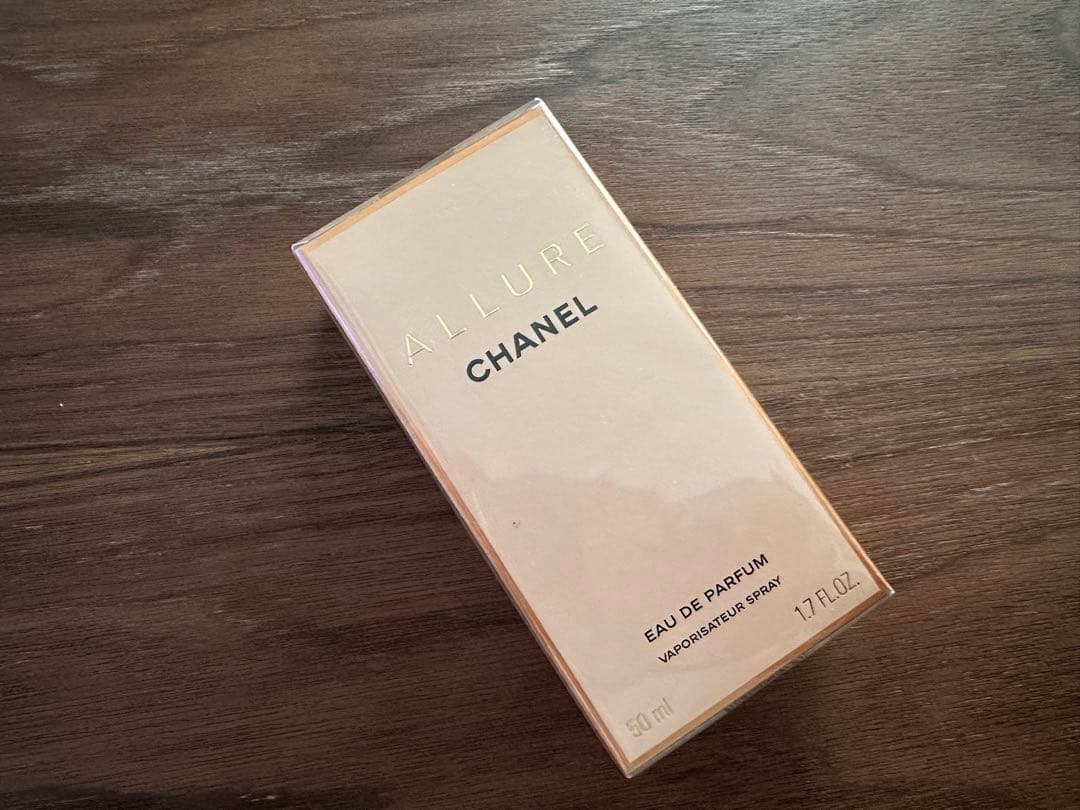 ALLURE
CHANEL
EAU DE PARFUM
VAPORISATEUR SPRAY
50 ml
1.7 FL.OZ.